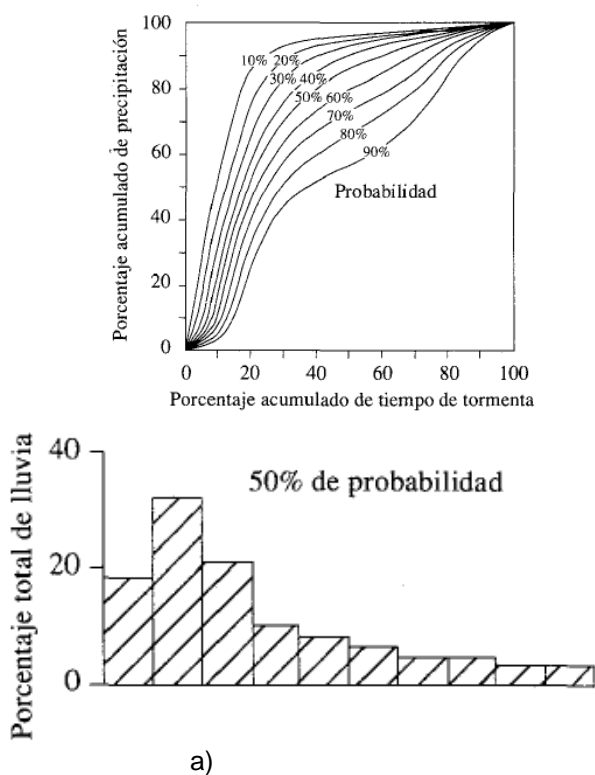 Porcentaje acumulado de precipitación
100
80
60
40
20
0
10% 20%
30% 40%
50% 60%
70%
80%
90%
Probabilidad
0 20 40 60 80 100
Porcentaje acumulado de tiempo de tormenta
Porcentaje total de lluvia
40
20
0
50% de probabilidad
a)